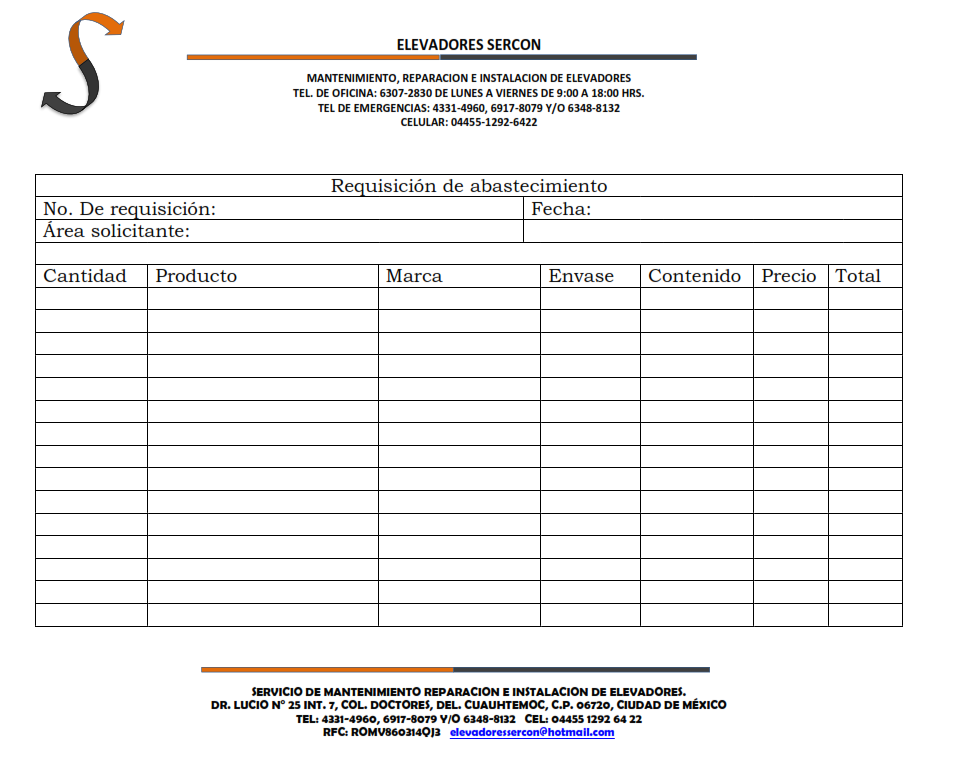 ELEVADORES SERCON
MANTENIMIENTO, REPARACION E INSTALACION DE ELEVADORES
TEL. DE OFICINA: 6307-2830 DE LUNES A VIERNES DE 9:00 A 18:00 HRS.
TEL DE EMERGENCIAS: 4331-4960, 6917-8079 Y/O 6348-8132
CELULAR: 04455-1292-6422
Requisición de abastecimiento
No. De requisición: Fecha:
Área solicitante:
Cantidad Producto Marca Envase Contenido Precio Total
SERVICIO DE MANTENIMIENTO REPARACION E INSTALACION DE ELEVADORES.
DR. LUCIO N° 25 INT. 7, COL. DOCTORES, DEL. CUAUHTEMOC, C.P. 06720, CIUDAD DE MÉXICO
TEL: 4331-4960, 6917-8079 Y/O 6348-8132 CEL: 04455 1292 64 22
RFC: ROMV860314QJ3 elevadoressercon@hotmail.com